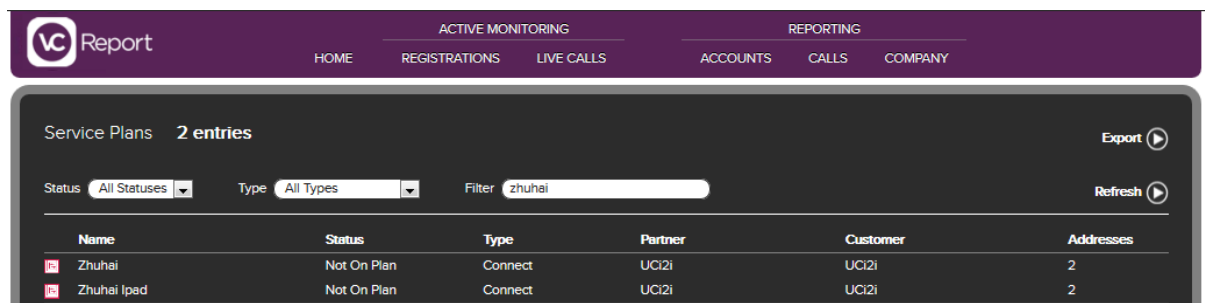 VC Report
ACTIVE MONITORING REPORTING
HOME REGISTRATIONS LIVE CALLS ACCOUNTS CALLS COMPANY
Service Plans 2 entries Export
Status All Statuses Type All Types Filter zhuhai Refresh
Name Status Type Partner Customer Addresses
Zhuhai Not On Plan Connect UCi2i UCi2i 2
Zhuhai Ipad Not On Plan Connect UCi2i UCi2i 2